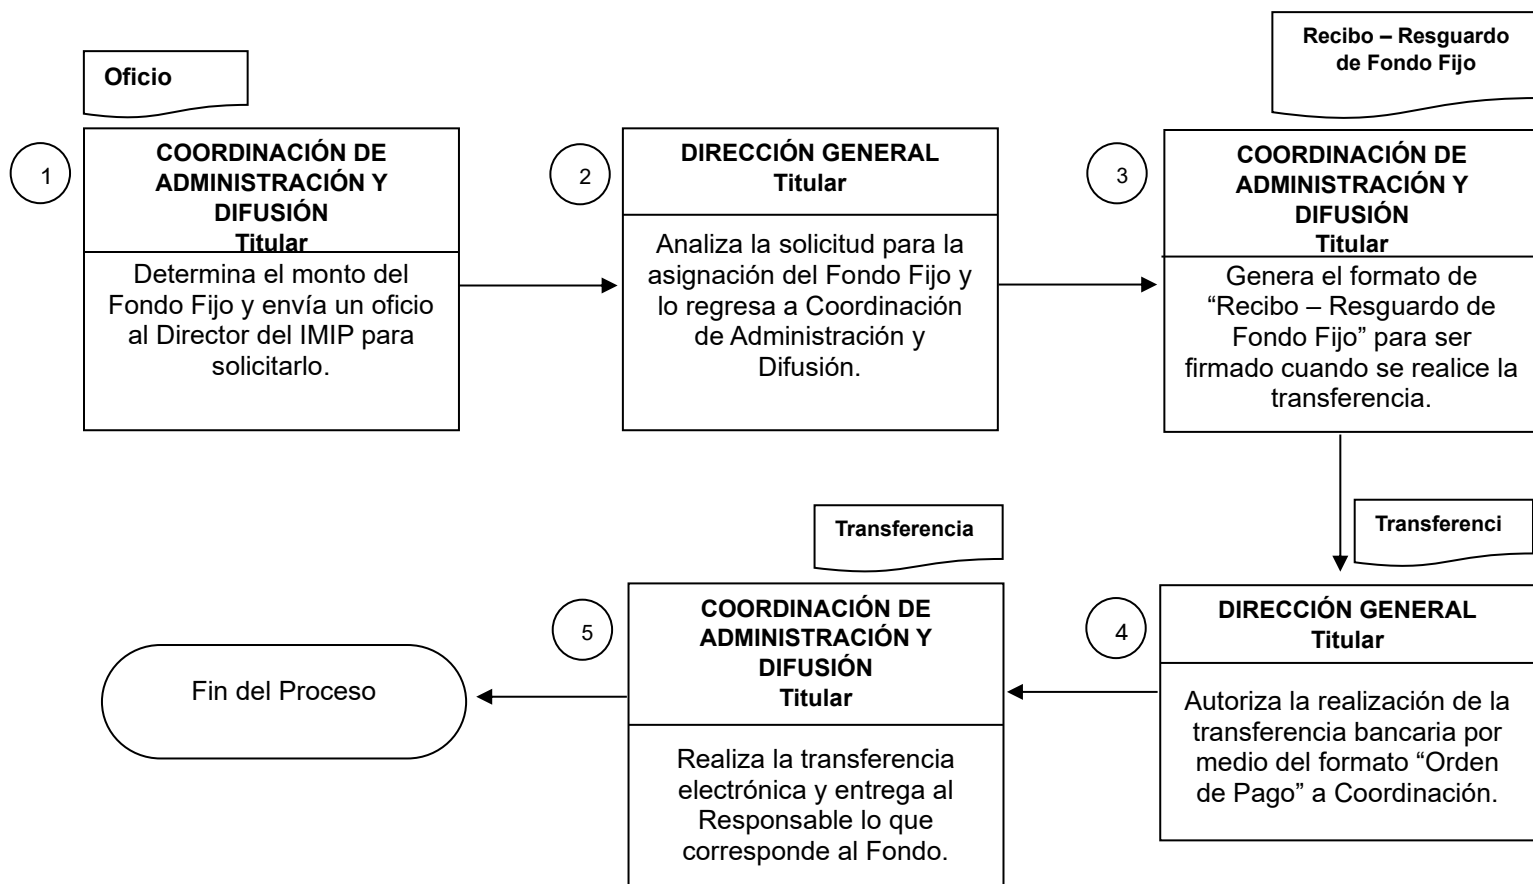 Oficio
1
COORDINACIÓN DE
ADMINISTRACIÓN Y
DIFUSIÓN
Titular
Determina el monto del
Fondo Fijo y envía un oficio
al Director del IMIP para
solicitarlo.
2
DIRECCIÓN GENERAL
Titular
Analiza la solicitud para la
asignación del Fondo Fijo y
lo regresa a Coordinación
de Administración y
Difusión.
Recibo – Resguardo
de Fondo Fijo
3
COORDINACIÓN DE
ADMINISTRACIÓN Y
DIFUSIÓN
Titular
Genera el formato de
“Recibo – Resguardo de
Fondo Fijo” para ser
firmado cuando se realice la
transferencia.
Transferenci
4
DIRECCIÓN GENERAL
Titular
Autoriza la realización de la
transferencia bancaria por
medio del formato “Orden
de Pago” a Coordinación.
Transferencia
5
COORDINACIÓN DE
ADMINISTRACIÓN Y
DIFUSIÓN
Titular
Realiza la transferencia
electrónica y entrega al
Responsable lo que
corresponde al Fondo.
Fin del Proceso